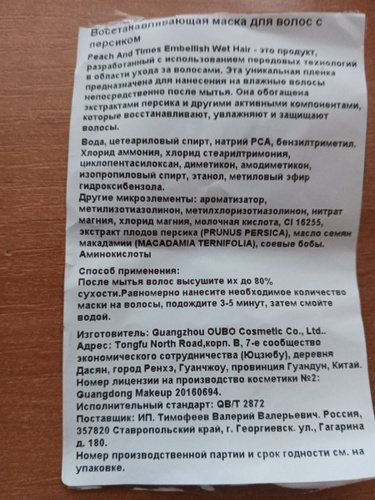 Восстанавливающая маска для волос с
персиком
Peach And Times Embellish Wet Hair - это продукт,
разработанный с использованием передовых технологий
в области ухода за волосами. Эта уникальная пленка
предназначена для нанесения на влажные волосы
непосредственно после мытья. Она обогащена
экстрактами персика и другими активными компонентами,
которые восстанавливают, увлажняют и защищают
волосы.
Вода, цетеариловый спирт, натрий PCA, бензилтриметил.
Хлорид аммония, хлорид стеарилтримония,
циклопентасилоксан, диметикон, амодиметикон,
изопропиловый спирт, этанол, метиловый эфир
гидроксибензола.
Другие микроэлементы: ароматизатор,
метилизотиазолинон, метилхлоризотиазолинон, нитрат
магния, хлорид магния, молочная кислота, CI 16255,
экстракт плодов персика (PRUNUS PERSICA), масло семян
макадамии (MACADAMIA TERNIFOLIA), соевые бобы.
Аминокислоты
Способ применения:
После мытья волос высушите их до 80%
сухости.Равномерно нанесите необходимое количество
маски на волосы, подождите 3-5 минут, затем смойте
водой.
Изготовитель: Guangzhou OUBO Cosmetic Co., Ltd..
Адрес: Tongfu North Road,корп. B, 7-е сообщество
экономического сотрудничества (Юцзюбу), деревня
Дасян, город Ренхэ, Гуанчжоу, провинция Гуандун, Китай.
Номер лицензии на производство косметики №2:
Guangdong Makeup 20160694.
Исполнительный стандарт: QB/T 2872
Поставщик: ИП. Тимофеев Валерий Валерьевич. Россия,
357820 Ставропольский край, г. Георгиевск. ул., Гагарина
д. 180.
Номер производственной партии и срок годности см. на
упаковке.